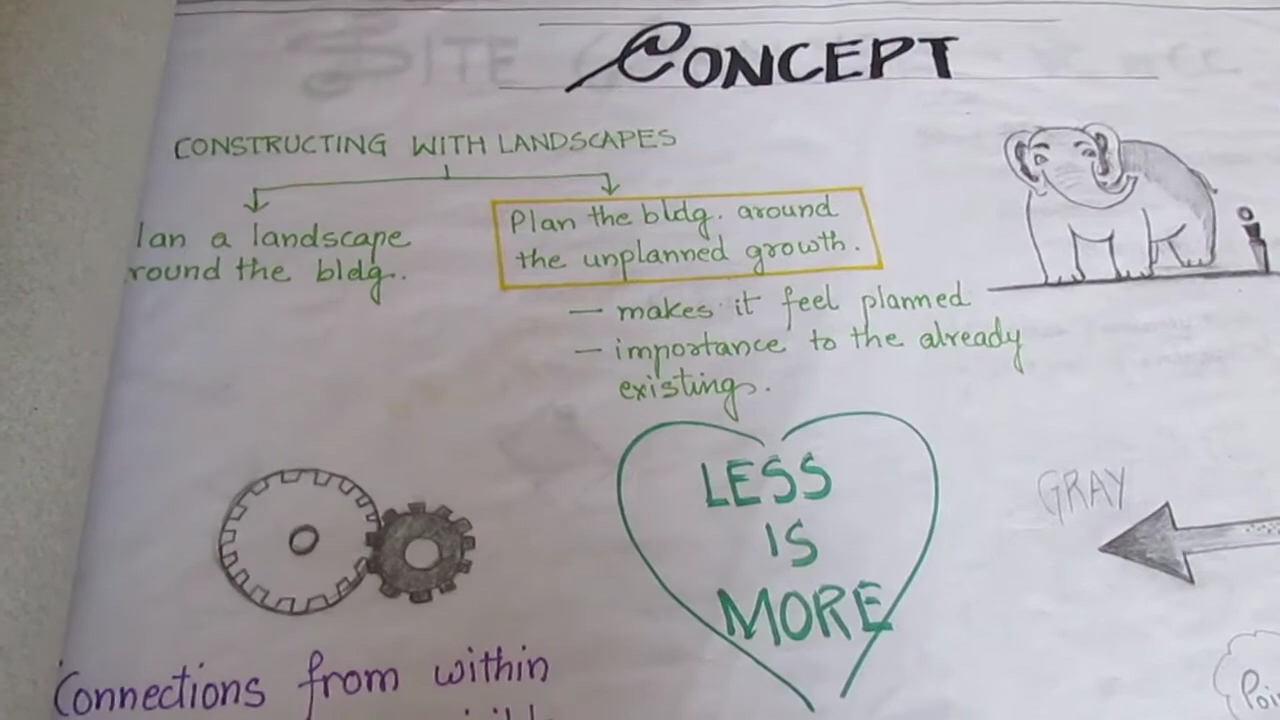 CONCEPT
CONSTRUCTING WITH LANDSCAPES
lan a landscape
round the bldg.
Plan the bldg. around
the unplanned growth.
— makes it feel planned
— importance to the already
existing.
LESS
IS
MORE
GRAY
Connections from within
Poi